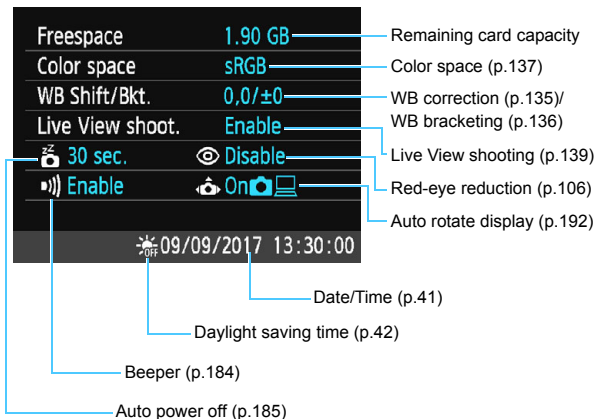 Freespace 1.90 GB Remaining card capacity
Color space sRGB Color space (p.137)
WB Shift/Bkt. 0,0/±0 WB correction (p.135)/
WB bracketing (p.136)
Live View shoot. Enable Live View shooting (p.139)
zZ 30 sec. Disable Red-eye reduction (p.106)
Enable On Auto rotate display (p.192)
OFF 09/09/2017 13:30:00
Date/Time (p.41)
Daylight saving time (p.42)
Beeper (p.184)
Auto power off (p.185)